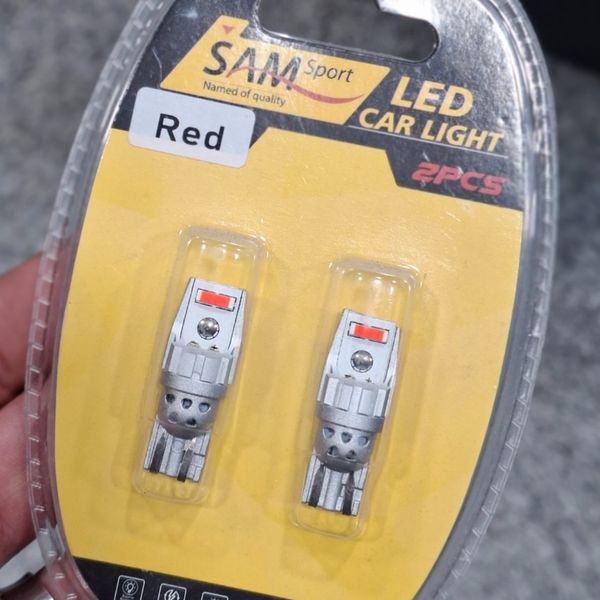 SAM Sport
Named of quality
LED
CAR LIGHT
2PCS
Red